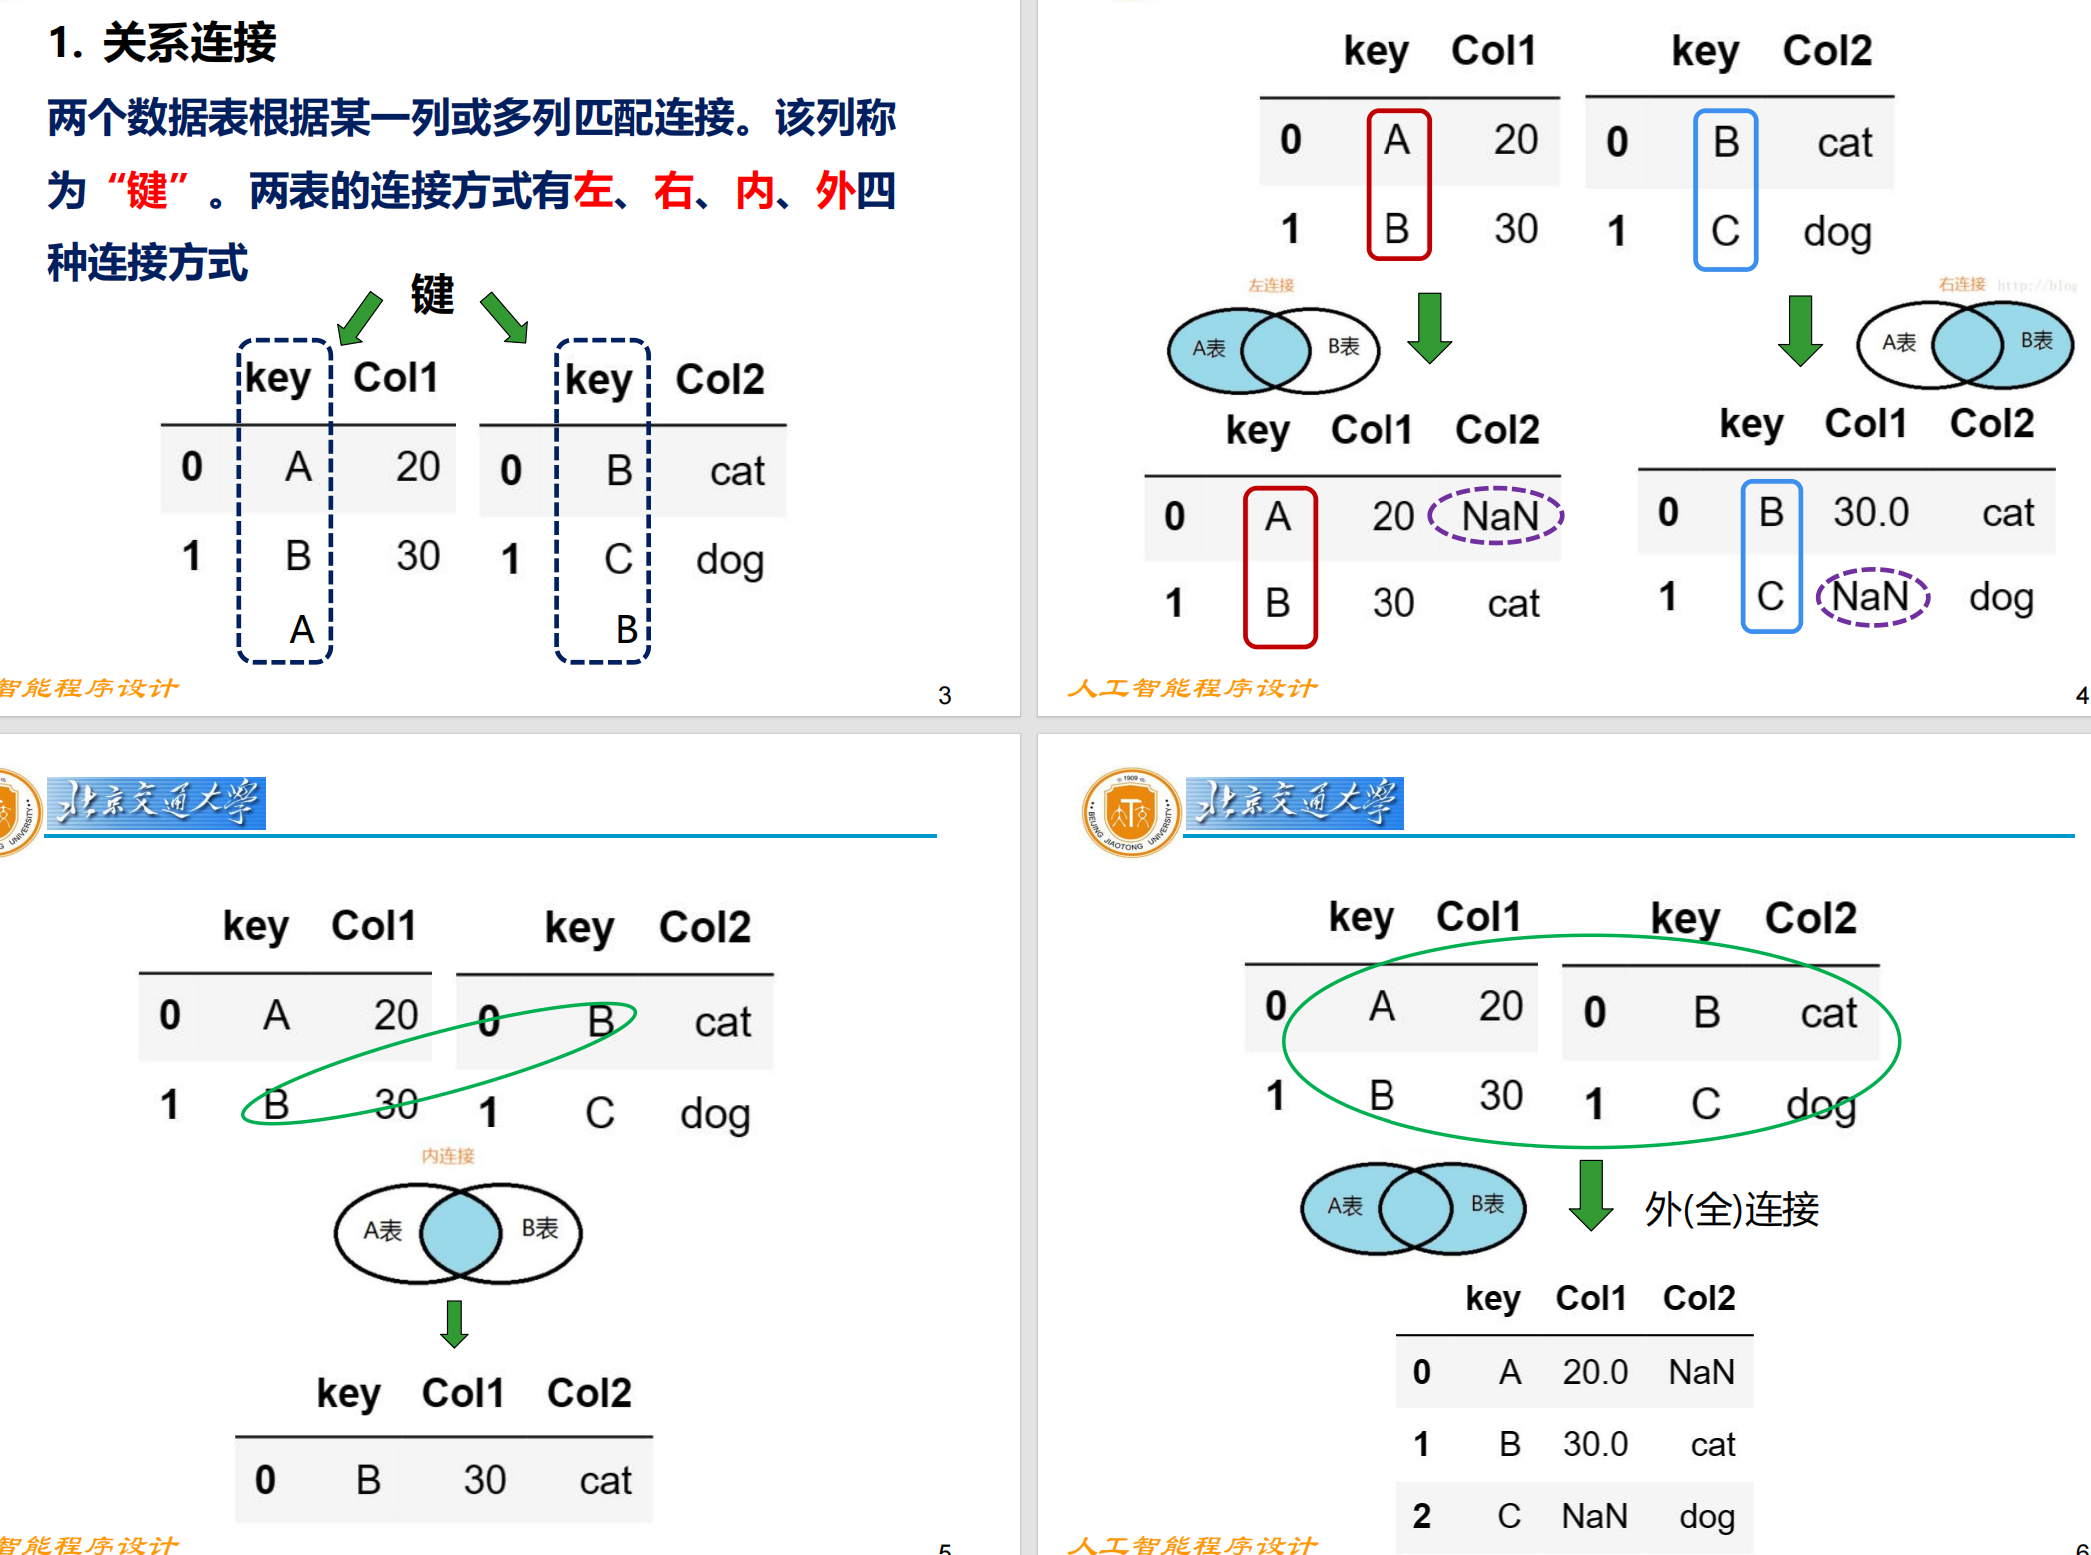 1. 关系连接
两个数据表根据某一列或多列匹配连接。该列称
为“键”。两表的连接方式有左、右、内、外四
种连接方式
键
key Col1
0 A 20
1 B 30
A
key Col2
0 B cat
1 C dog
B
智能程序设计
3
key Col1
0 A 20
1 B 30
key Col2
0 B cat
1 C dog
左连接
A表 B表
右连接 http://blog
A表 B表
key Col1 Col2
0 A 20 NaN
1 B 30 cat
key Col1 Col2
0 B 30.0 cat
1 C NaN dog
人工智能程序设计
4
北京交通大学
key Col1
0 A 20
1 B 30
key Col2
0 B cat
1 C dog
内连接
A表 B表
key Col1 Col2
0 B 30 cat
智能程序设计
5
1909
BEIJING JIAOTONG UNIVERSITY
北京交通大学
key Col1
0 A 20
1 B 30
key Col2
0 B cat
1 C dog
A表 B表
外(全)连接
key Col1 Col2
0 A 20.0 NaN
1 B 30.0 cat
2 C NaN dog
人工智能程序设计
6